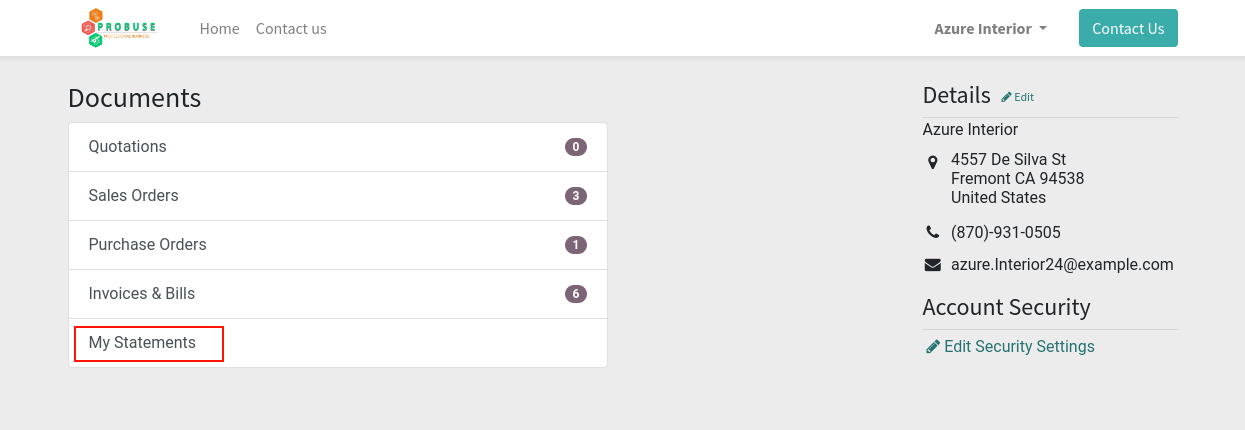 PROBUSE
Home
Contact us
Azure Interior
Contact Us
Documents
Quotations 0
Sales Orders 3
Purchase Orders 1
Invoices & Bills 6
My Statements
Details
Edit
Azure Interior
4557 De Silva St
Fremont CA 94538
United States
(870)-931-0505
azure.Interior24@example.com
Account Security
Edit Security Settings